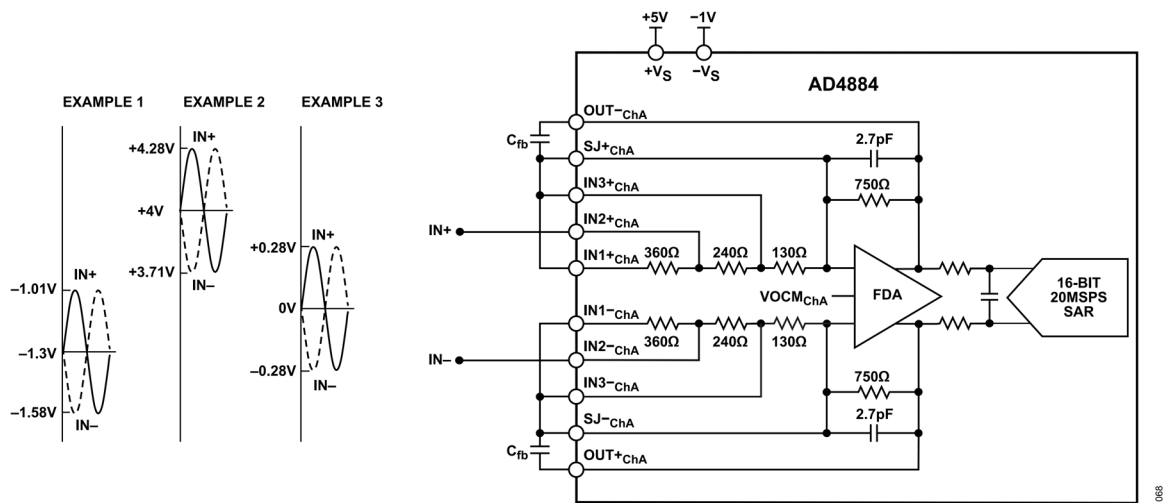 +5V
−1V
+VS
−VS
AD4884
EXAMPLE 1
EXAMPLE 2
EXAMPLE 3
IN+
+4.28V
+4V
+3.71V
IN−
IN+
+0.28V
0V
−0.28V
IN−
IN+
−1.01V
−1.3V
−1.58V
IN−
OUT−ChA
Cfb
SJ+ChA
2.7pF
IN3+ChA
750Ω
IN+
IN2+ChA
IN1+ChA
360Ω
240Ω
130Ω
VOCMChA
FDA
16-BIT
20MSPS
SAR
IN1−ChA
360Ω
240Ω
130Ω
IN−
IN2−ChA
IN3−ChA
750Ω
SJ−ChA
2.7pF
Cfb
OUT+ChA
068